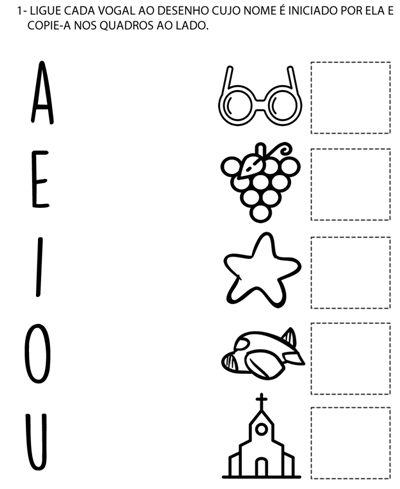 1- LIGUE CADA VOGAL AO DESENHO CUJO NOME É INICIADO POR ELA E
COPIE-A NOS QUADROS AO LADO.
A
E
I
O
U